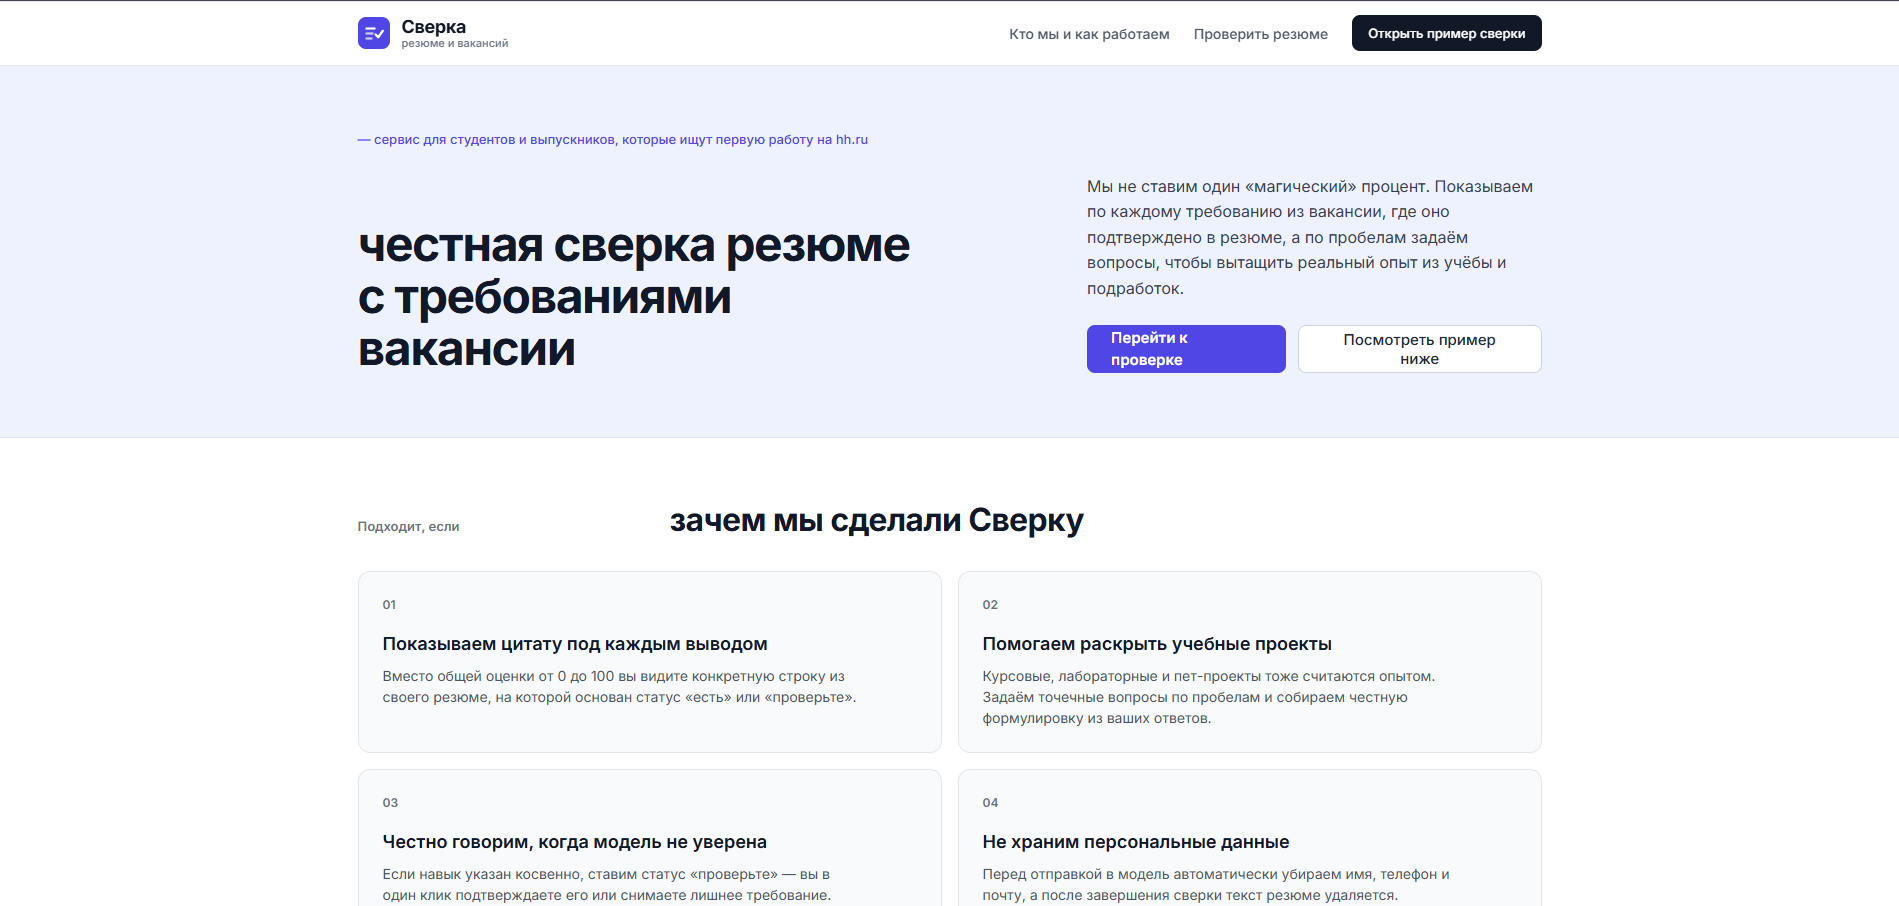 Сверка
резюме и вакансий
Кто мы и как работаем
Проверить резюме
Открыть пример сверки
— сервис для студентов и выпускников, которые ищут первую работу на hh.ru
честная сверка резюме
с требованиями
вакансии
Мы не ставим один «магический» процент. Показываем
по каждому требованию из вакансии, где оно
подтверждено в резюме, а по пробелам задаём
вопросы, чтобы вытащить реальный опыт из учёбы и
подработок.
Перейти к
проверке
Посмотреть пример
ниже
Подходит, если
зачем мы сделали Сверку
01
Показываем цитату под каждым выводом
Вместо общей оценки от 0 до 100 вы видите конкретную строку из
своего резюме, на которой основан статус «есть» или «проверьте».
02
Помогаем раскрыть учебные проекты
Курсовые, лабораторные и пет-проекты тоже считаются опытом.
Задаём точечные вопросы по пробелам и собираем честную
формулировку из ваших ответов.
03
Честно говорим, когда модель не уверена
Если навык указан косвенно, ставим статус «проверьте» — вы в
один клик подтверждаете его или снимаете лишнее требование.
04
Не храним персональные данные
Перед отправкой в модель автоматически убираем имя, телефон и
почту, а после завершения сверки текст резюме удаляется.